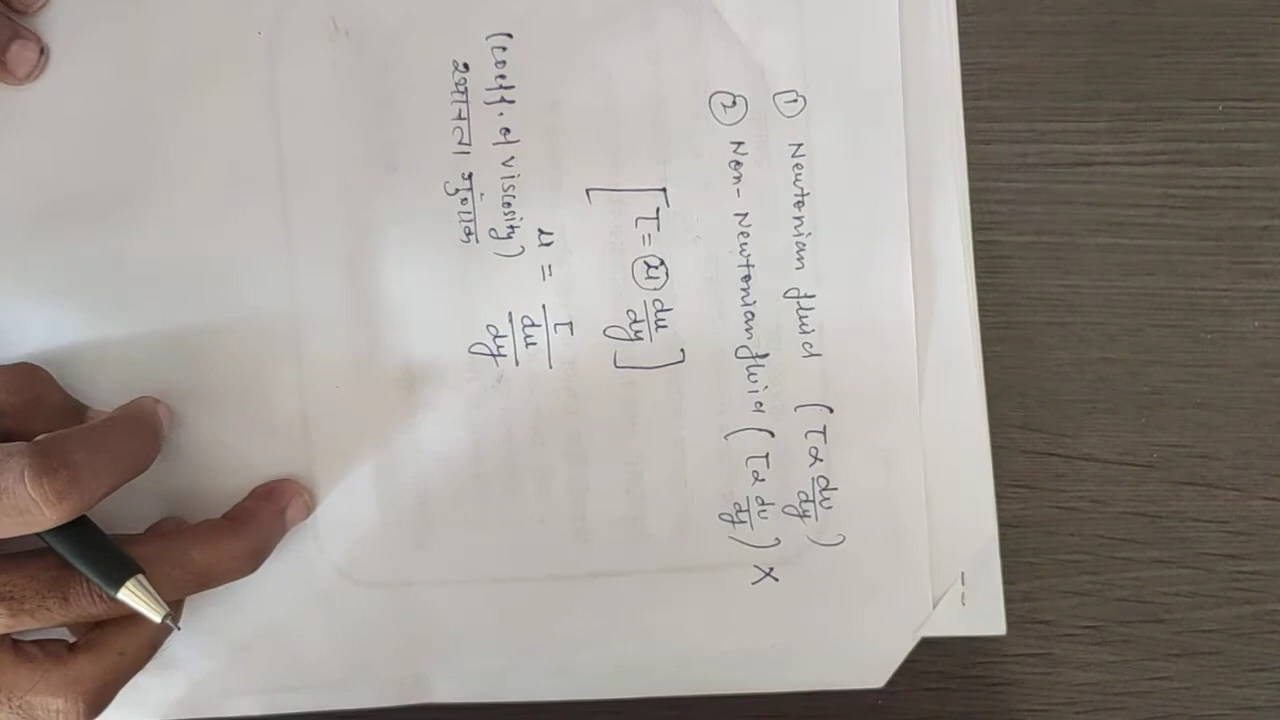 ① Newtonian fluid (τ α du/dy)
② Non-Newtonian fluid (τ α du/dy) ×
[τ = μ du/dy]
μ = τ / du/dy
(coeff. of viscosity)
श्यानता गुणांक